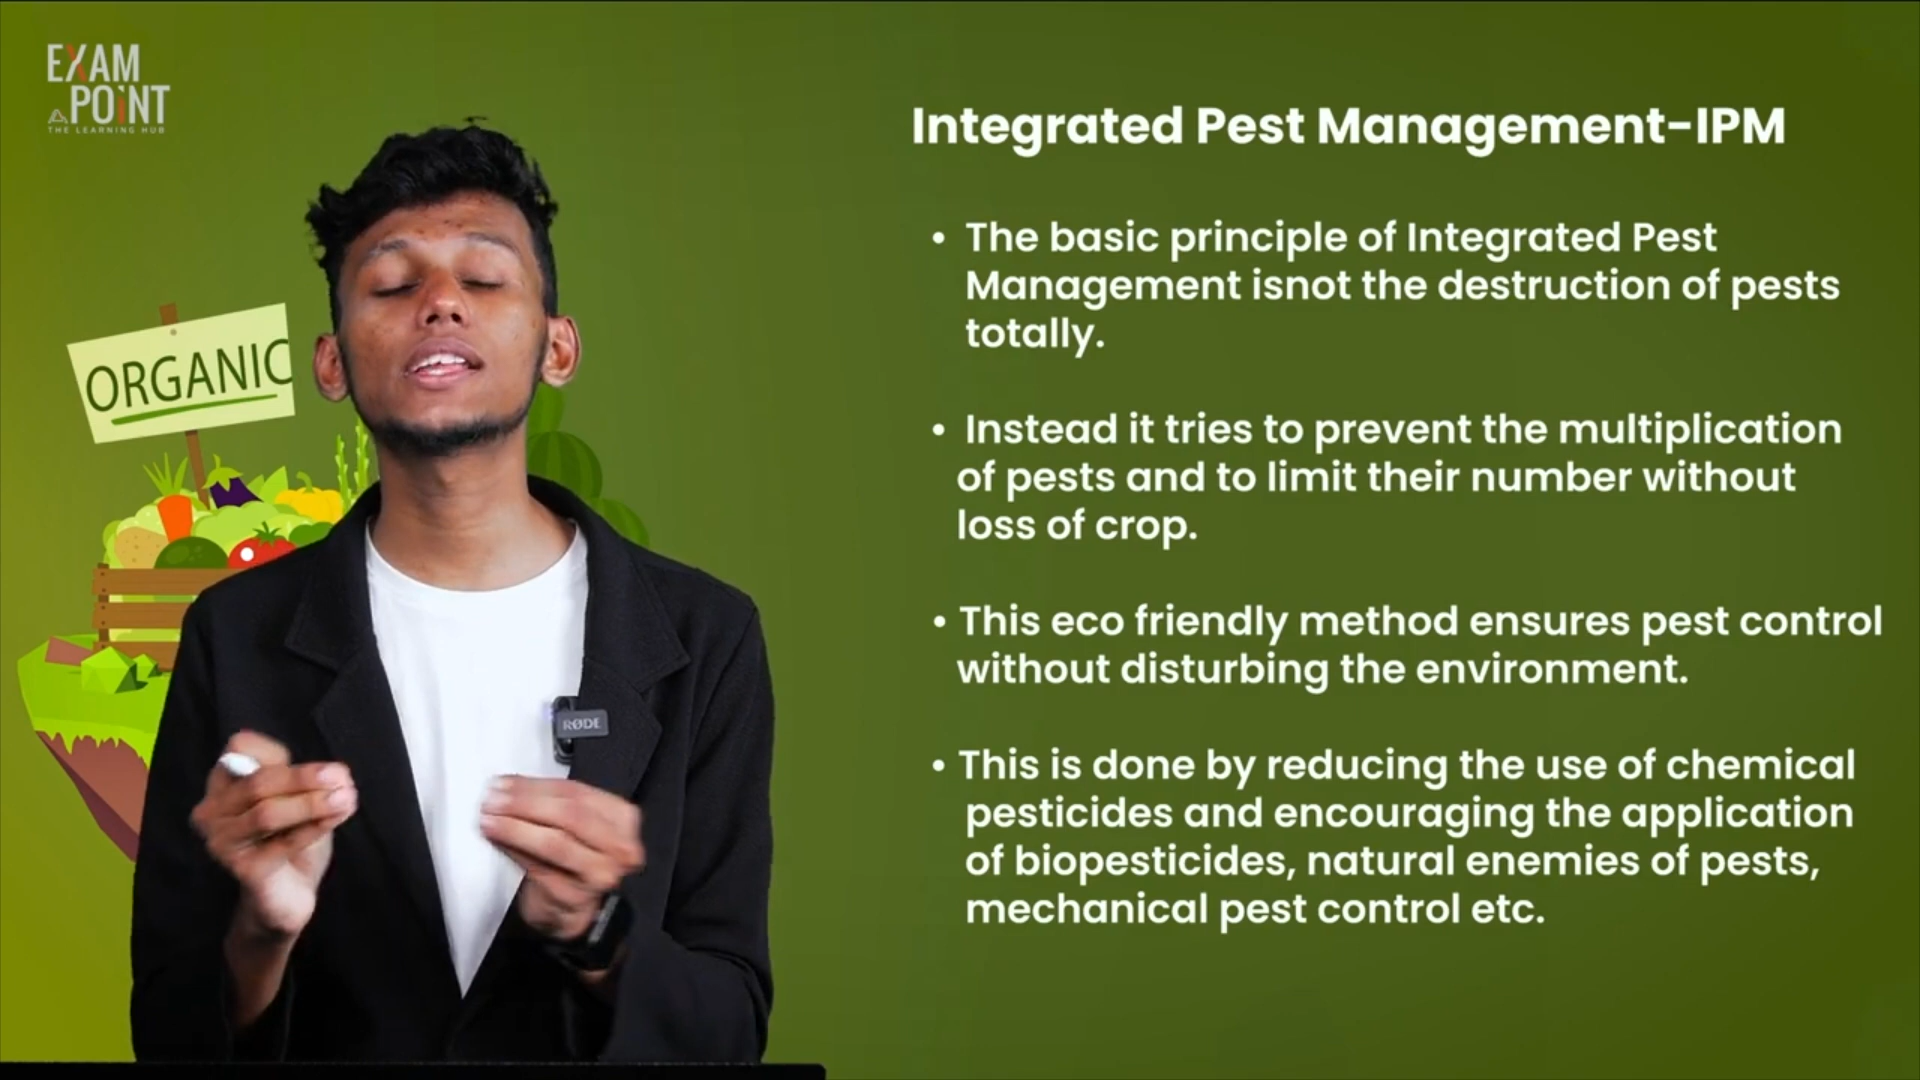 EXAM
POINT
THE LEARNING HUB
ORGANIC
RØDE
Integrated Pest Management-IPM
• The basic principle of Integrated Pest
Management isnot the destruction of pests
totally.
• Instead it tries to prevent the multiplication
of pests and to limit their number without
loss of crop.
• This eco friendly method ensures pest control
without disturbing the environment.
• This is done by reducing the use of chemical
pesticides and encouraging the application
of biopesticides, natural enemies of pests,
mechanical pest control etc.